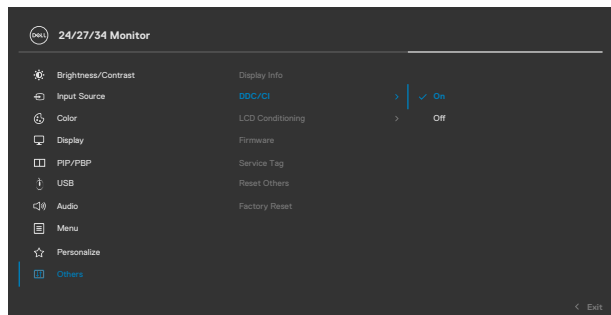 DELL 24/27/34 Monitor
Brightness/Contrast Display Info
Input Source DDC/CI > ✓ On
Color LCD Conditioning > Off
Display Firmware
PIP/PBP Service Tag
USB Reset Others
Audio Factory Reset
Menu
Personalize
Others
< Exit